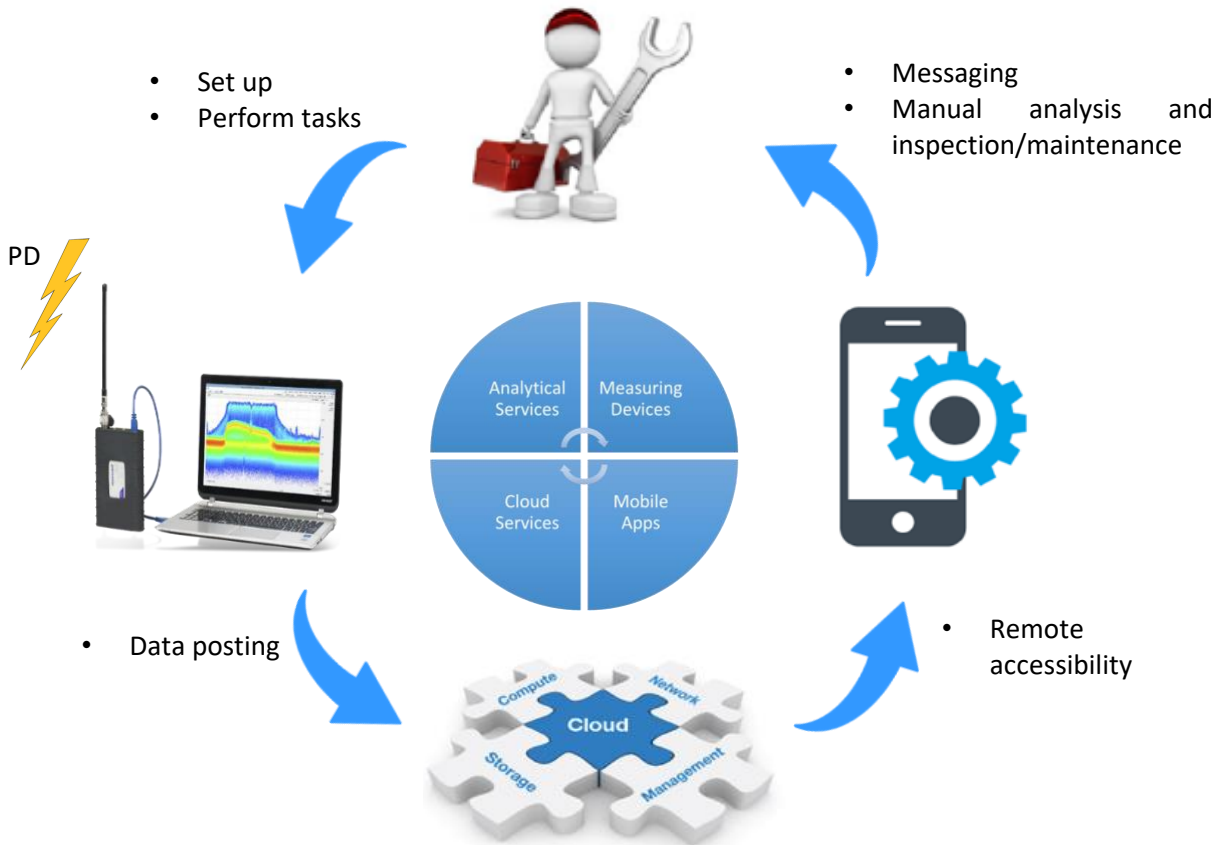 • Set up
• Perform tasks
• Messaging
• Manual analysis and
inspection/maintenance
PD
Analytical
Services
Measuring
Devices
Cloud
Services
Mobile
Apps
• Data posting
• Remote
accessibility
Compute
Network
Cloud
Storage
Management